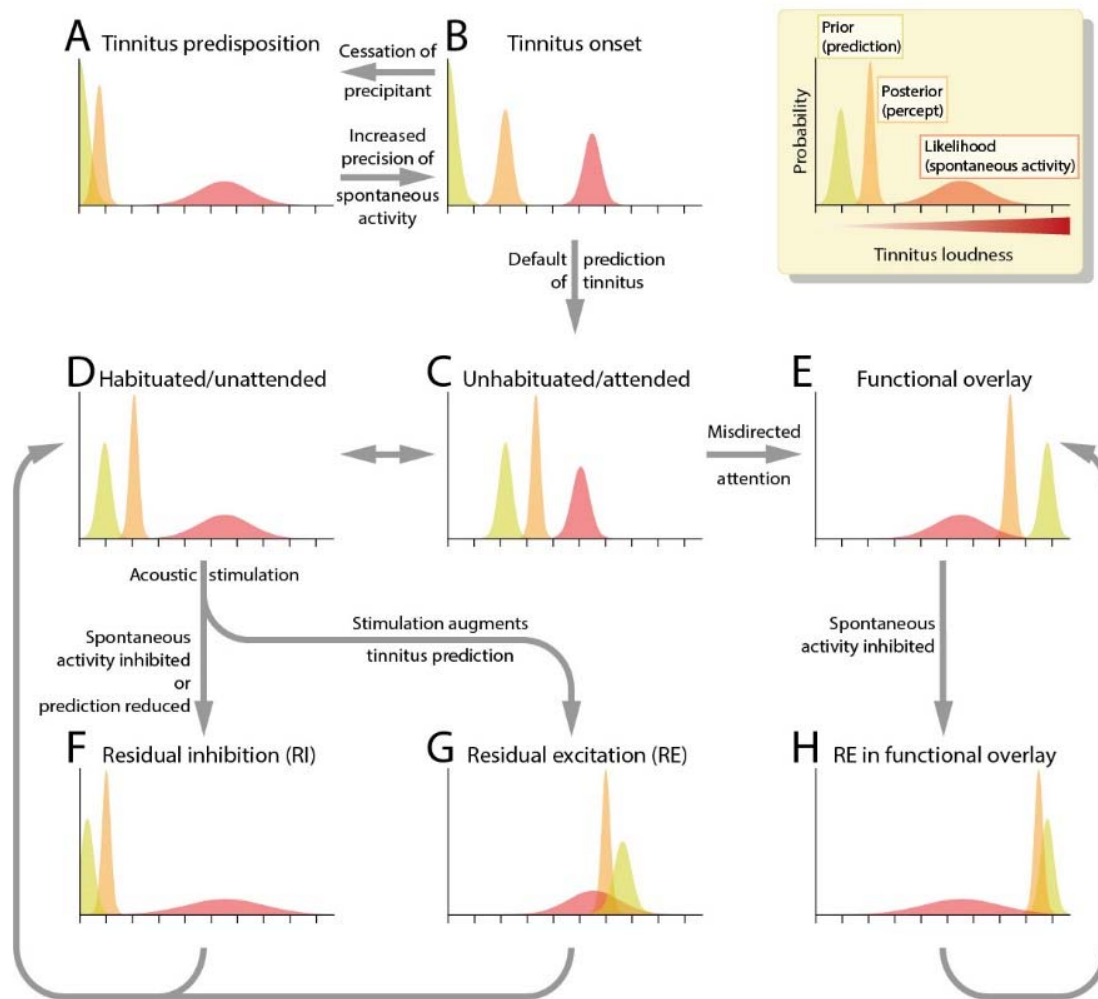 A Tinnitus predisposition
Cessation of
precipitant
Increased
precision of
spontaneous
activity
B Tinnitus onset
Prior
(prediction)
Posterior
(percept)
Likelihood
(spontaneous activity)
Probability
Tinnitus loudness
Default prediction
of tinnitus
D Habituated/unattended
C Unhabituated/attended
Misdirected
attention
E Functional overlay
Acoustic stimulation
Spontaneous
activity inhibited
or
prediction reduced
Stimulation augments
tinnitus prediction
Spontaneous
activity inhibited
F Residual inhibition (RI)
G Residual excitation (RE)
H RE in functional overlay